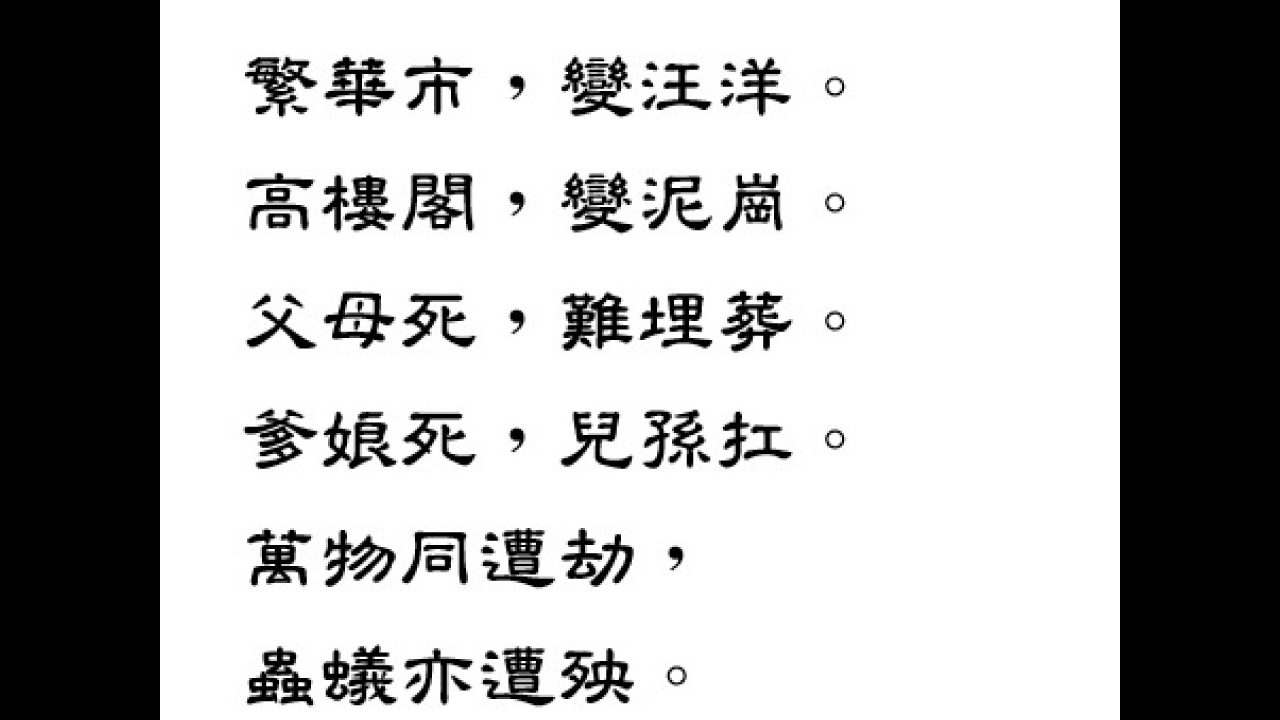 繁華市，變汪洋。
高樓閣，變泥崗。
父母死，難埋葬。
爹娘死，兒孫扛。
萬物同遭劫，
蟲蟻亦遭殃。